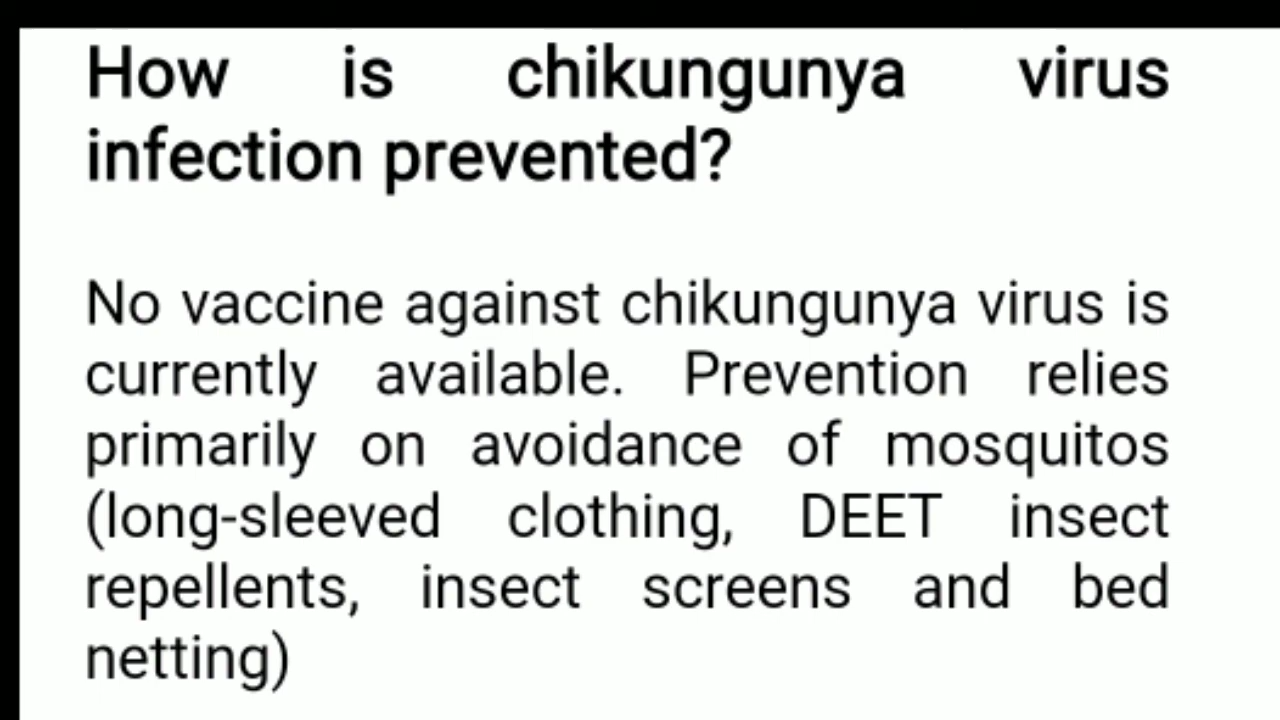 How is chikungunya virus
infection prevented?
No vaccine against chikungunya virus is
currently available. Prevention relies
primarily on avoidance of mosquitos
(long-sleeved clothing, DEET insect
repellents, insect screens and bed
netting)